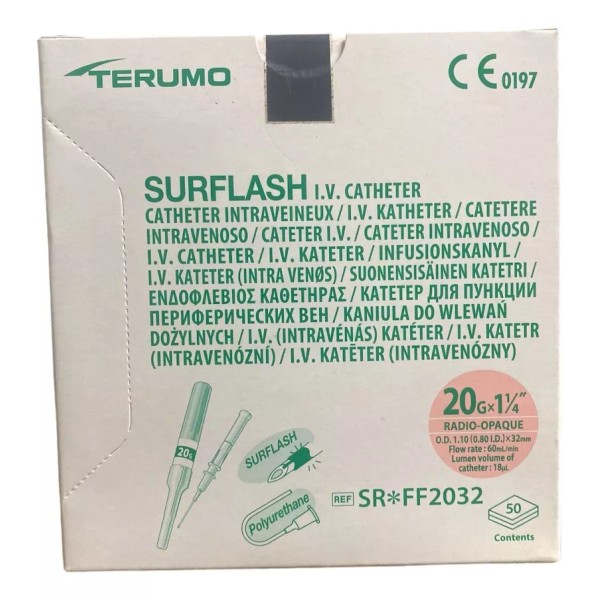 TERUMO
CE 0197
SURFLASH I.V. CATHETER
CATHETER INTRAVEINEUX / I.V. KATHETER / CATETERE
INTRAVENOSO / CATETER I.V. / CATETER INTRAVENOSO /
I.V. CATHETER / I.V. KATETER / INFUSIONSKANYL /
I.V. KATETER (INTRA VENØS) / SUONENSISÄINEN KATETRI /
ΕΝΔΟΦΛΕΒΙΟΣ ΚΑΘΕΤΗΡΑΣ / КАТЕТЕР ДЛЯ ПУНКЦИИ
ПЕРИФЕРИЧЕСКИХ ВЕН / KANIULA DO WLEWAŃ
DOŻYLNYCH / I.V. (INTRAVÉNÁS) KATÉTER / I.V. KATETR
(INTRAVENÓZNÍ) / I.V. KATÉTER (INTRAVENÓZNY)
20G×1¼"
RADIO-OPAQUE
O.D. 1.10 (0.80 I.D.)×32mm
Flow rate : 60mL/min
Lumen volume of
catheter : 18µL
20G
SURFLASH
Polyurethane
REF SR*FF2032
50
Contents